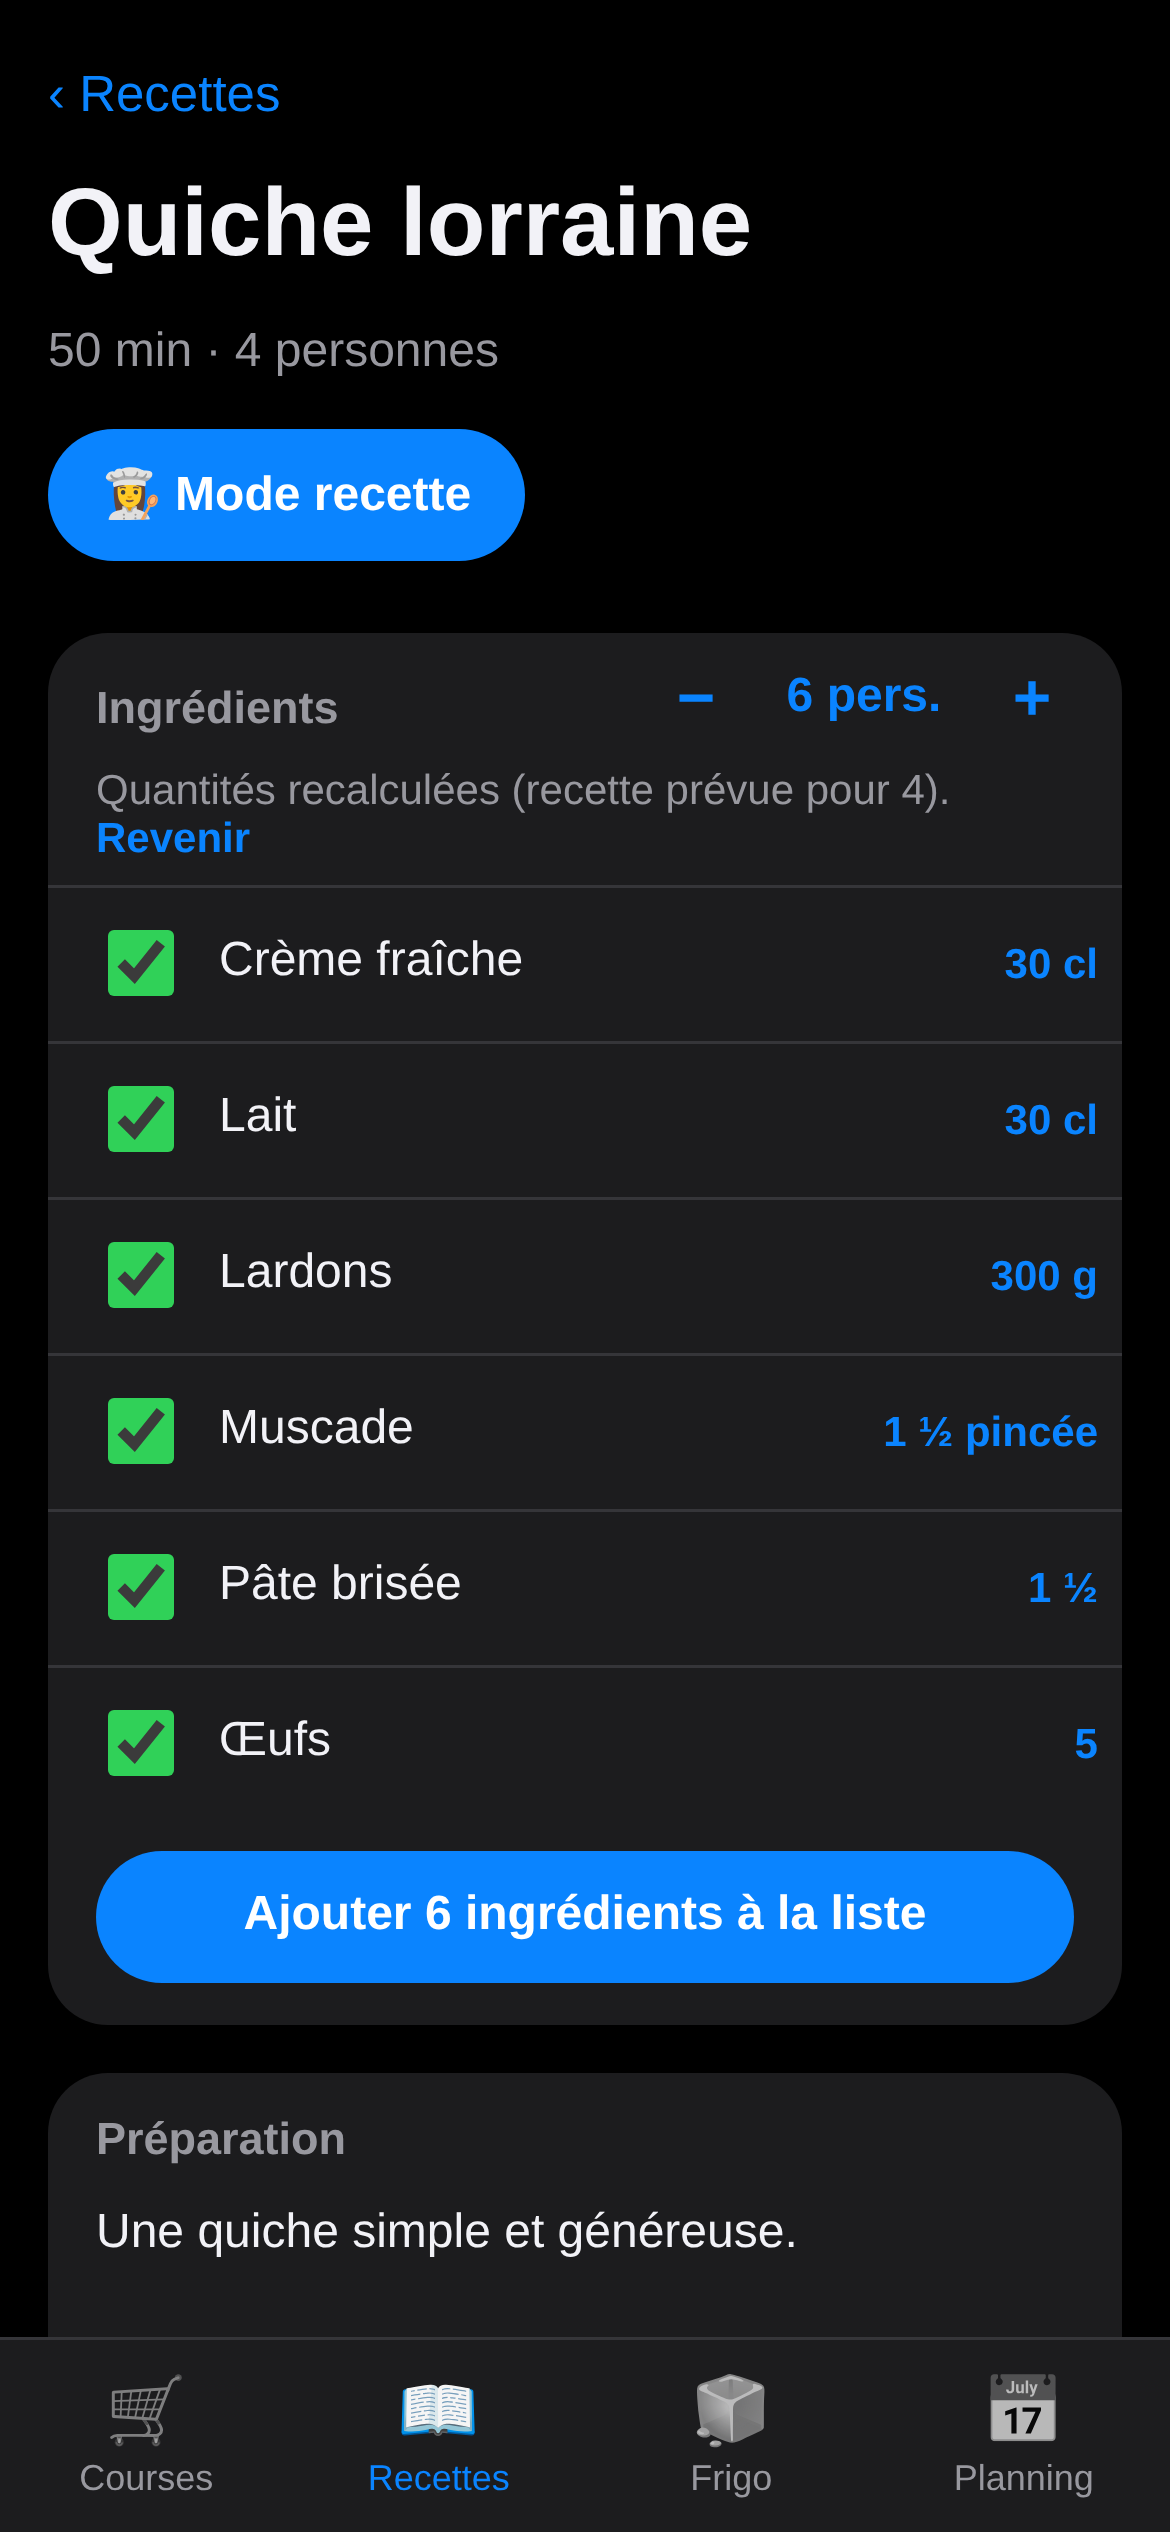 ‹ Recettes
Quiche lorraine
50 min · 4 personnes
Mode recette
Ingrédients
− 6 pers. +
Quantités recalculées (recette prévue pour 4).
Revenir
Crème fraîche 30 cl
Lait 30 cl
Lardons 300 g
Muscade 1 ½ pincée
Pâte brisée 1 ½
Œufs 5
Ajouter 6 ingrédients à la liste
Préparation
Une quiche simple et généreuse.
July
17
Courses Recettes Frigo Planning